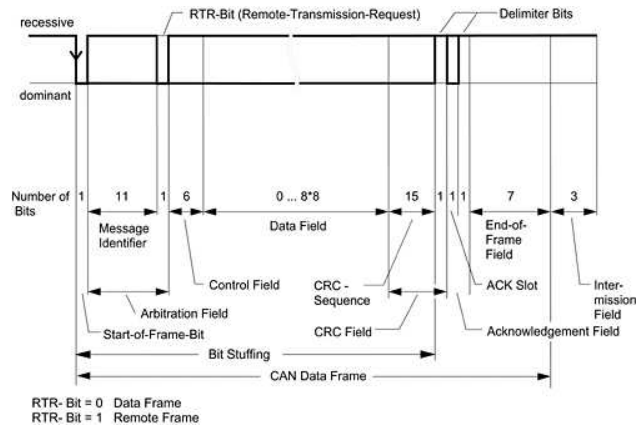 RTR-Bit (Remote-Transmission-Request)
Delimiter Bits
recessive
dominant
Number of Bits
1 11 1 6 0 ... 8*8 15 1 1 1 7 3
Message Identifier
Data Field
End-of-Frame Field
Control Field
CRC - Sequence
ACK Slot
Inter-mission Field
Arbitration Field
CRC Field
Acknowledgement Field
Start-of-Frame-Bit
Bit Stuffing
CAN Data Frame
RTR- Bit = 0 Data Frame
RTR- Bit = 1 Remote Frame